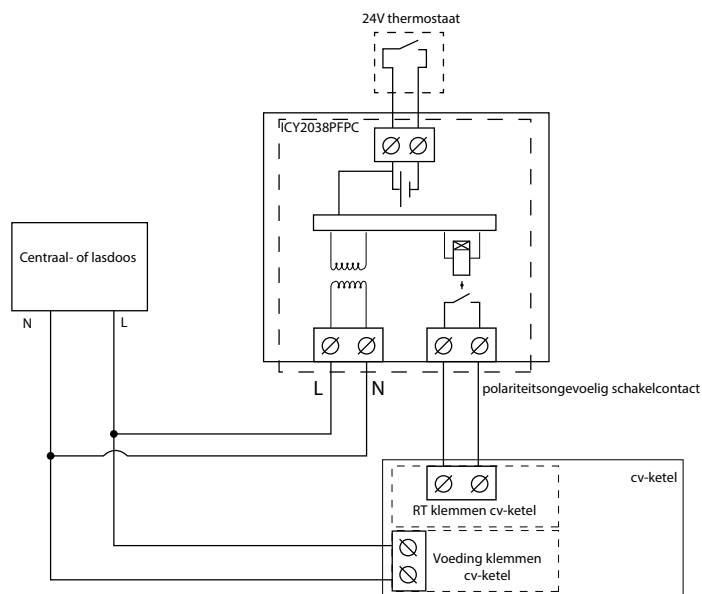 24V thermostaat
ICY2038PFPC
Centraal- of lasdoos
N
L
L
N
polariteitsongevoelig schakelcontact
cv-ketel
RT klemmen cv-ketel
Voeding klemmen
cv-ketel